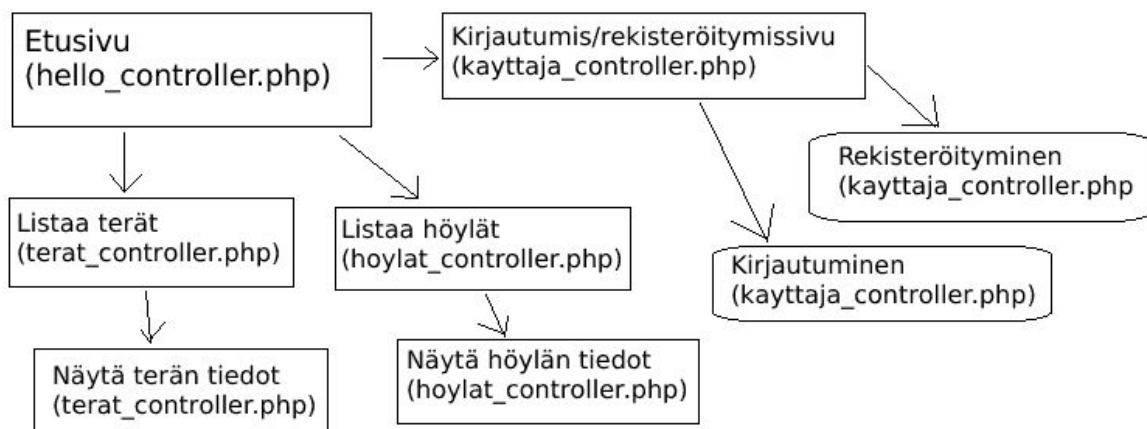 Etusivu
(hello_controller.php)
Kirjautumis/rekisteröitymissivu
(kayttaja_controller.php)
Rekisteröityminen
(kayttaja_controller.php
Listaa terät
(terat_controller.php)
Listaa höylät
(hoylat_controller.php)
Kirjautuminen
(kayttaja_controller.php)
Näytä terän tiedot
(terat_controller.php)
Näytä höylän tiedot
(hoylat_controller.php)